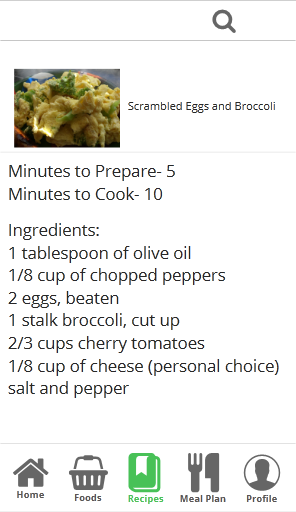 Scrambled Eggs and Broccoli
Minutes to Prepare- 5
Minutes to Cook- 10
Ingredients:
1 tablespoon of olive oil
1/8 cup of chopped peppers
2 eggs, beaten
1 stalk broccoli, cut up
2/3 cups cherry tomatoes
1/8 cup of cheese (personal choice)
salt and pepper
Home Foods Recipes Meal Plan Profile